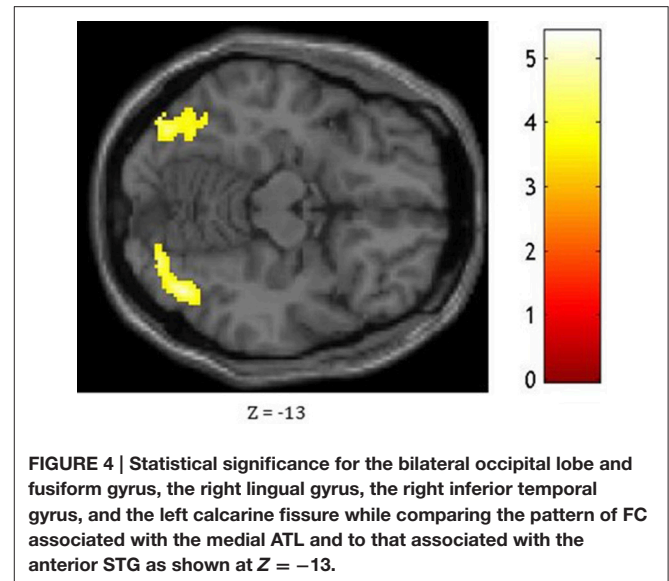 5
4
3
2
1
0
Z = -13
FIGURE 4 | Statistical significance for the bilateral occipital lobe and
fusiform gyrus, the right lingual gyrus, the right inferior temporal
gyrus, and the left calcarine fissure while comparing the pattern of FC
associated with the medial ATL and to that associated with the
anterior STG as shown at Z = −13.